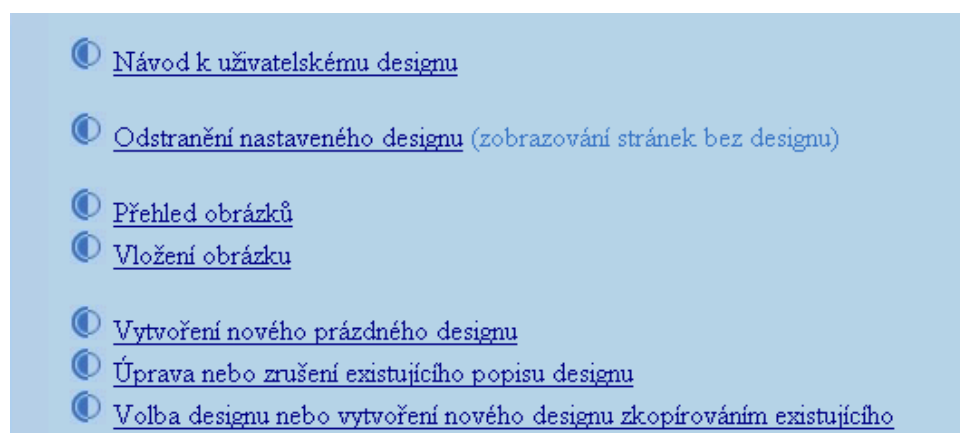 Návod k uživatelskému designu
Odstranění nastaveného designu (zobrazování stránek bez designu)
Přehled obrázků
Vložení obrázku
Vytvoření nového prázdného designu
Úprava nebo zrušení existujícího popisu designu
Volba designu nebo vytvoření nového designu zkopírováním existujícího